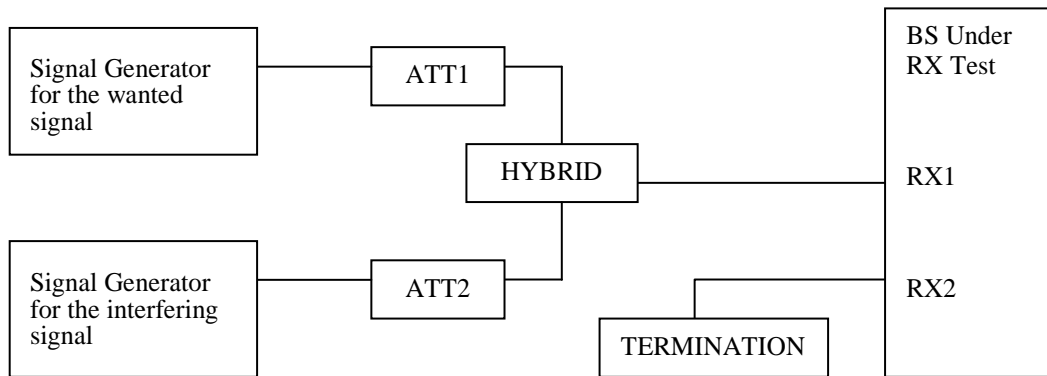 Signal Generator
for the wanted
signal
ATT1
HYBRID
Signal Generator
for the interfering
signal
ATT2
TERMINATION
BS Under
RX Test
RX1
RX2